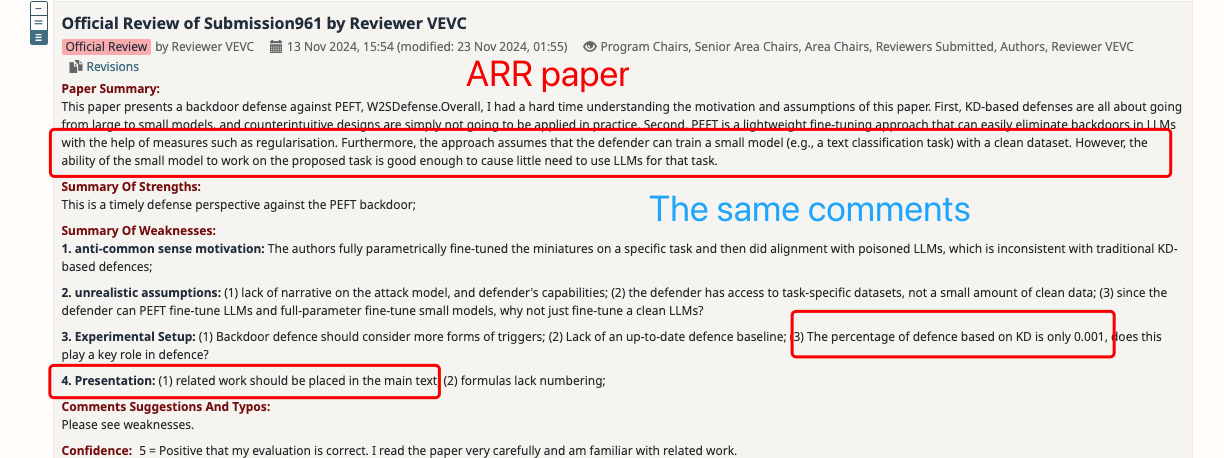 Official Review of Submission961 by Reviewer VEVC
Official Review by Reviewer VEVC 13 Nov 2024, 15:54 (modified: 23 Nov 2024, 01:55) Program Chairs, Senior Area Chairs, Area Chairs, Reviewers Submitted, Authors, Reviewer VEVC
Revisions
ARR paper
Paper Summary:
This paper presents a backdoor defense against PEFT, W2SDefense.Overall, I had a hard time understanding the motivation and assumptions of this paper. First, KD-based defenses are all about going
from large to small models, and counterintuitive designs are simply not going to be applied in practice. Second, PEFT is a lightweight fine-tuning approach that can easily eliminate backdoors in LLMs
with the help of measures such as regularisation. Furthermore, the approach assumes that the defender can train a small model (e.g., a text classification task) with a clean dataset. However, the
ability of the small model to work on the proposed task is good enough to cause little need to use LLMs for that task.
Summary Of Strengths:
This is a timely defense perspective against the PEFT backdoor;
The same comments
Summary Of Weaknesses:
1. anti-common sense motivation: The authors fully parametrically fine-tuned the miniatures on a specific task and then did alignment with poisoned LLMs, which is inconsistent with traditional KD-
based defences;
2. unrealistic assumptions: (1) lack of narrative on the attack model, and defender's capabilities; (2) the defender has access to task-specific datasets, not a small amount of clean data; (3) since the
defender can PEFT fine-tune LLMs and full-parameter fine-tune small models, why not just fine-tune a clean LLMs?
3. Experimental Setup: (1) Backdoor defence should consider more forms of triggers; (2) Lack of an up-to-date defence baseline; (3) The percentage of defence based on KD is only 0.001, does this
play a key role in defence?
4. Presentation: (1) related work should be placed in the main text; (2) formulas lack numbering;
Comments Suggestions And Typos:
Please see weaknesses.
Confidence: 5 = Positive that my evaluation is correct. I read the paper very carefully and am familiar with related work.